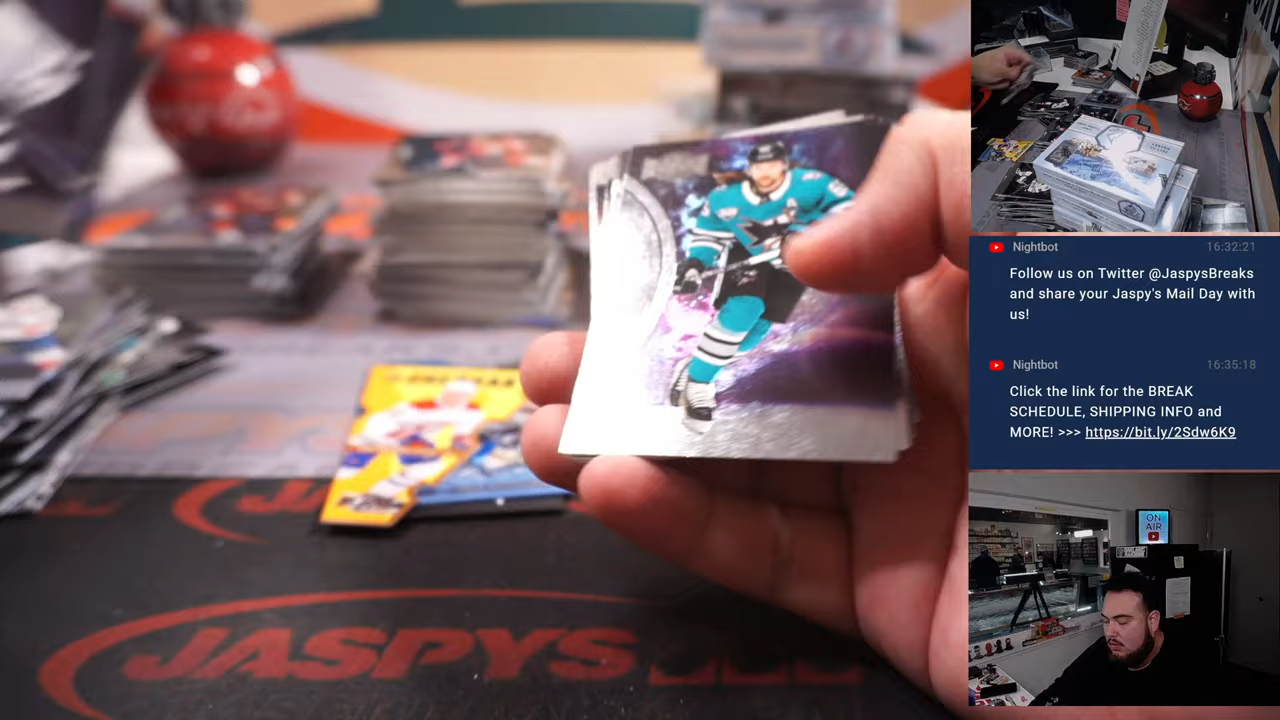 Nightbot 16:32:21
Follow us on Twitter @JaspysBreaks
and share your Jaspy's Mail Day with
us!
Nightbot 16:35:18
Click the link for the BREAK
SCHEDULE, SHIPPING INFO and
MORE! >>> https://bit.ly/2Sdw6K9
ON
AIR
JASPYS